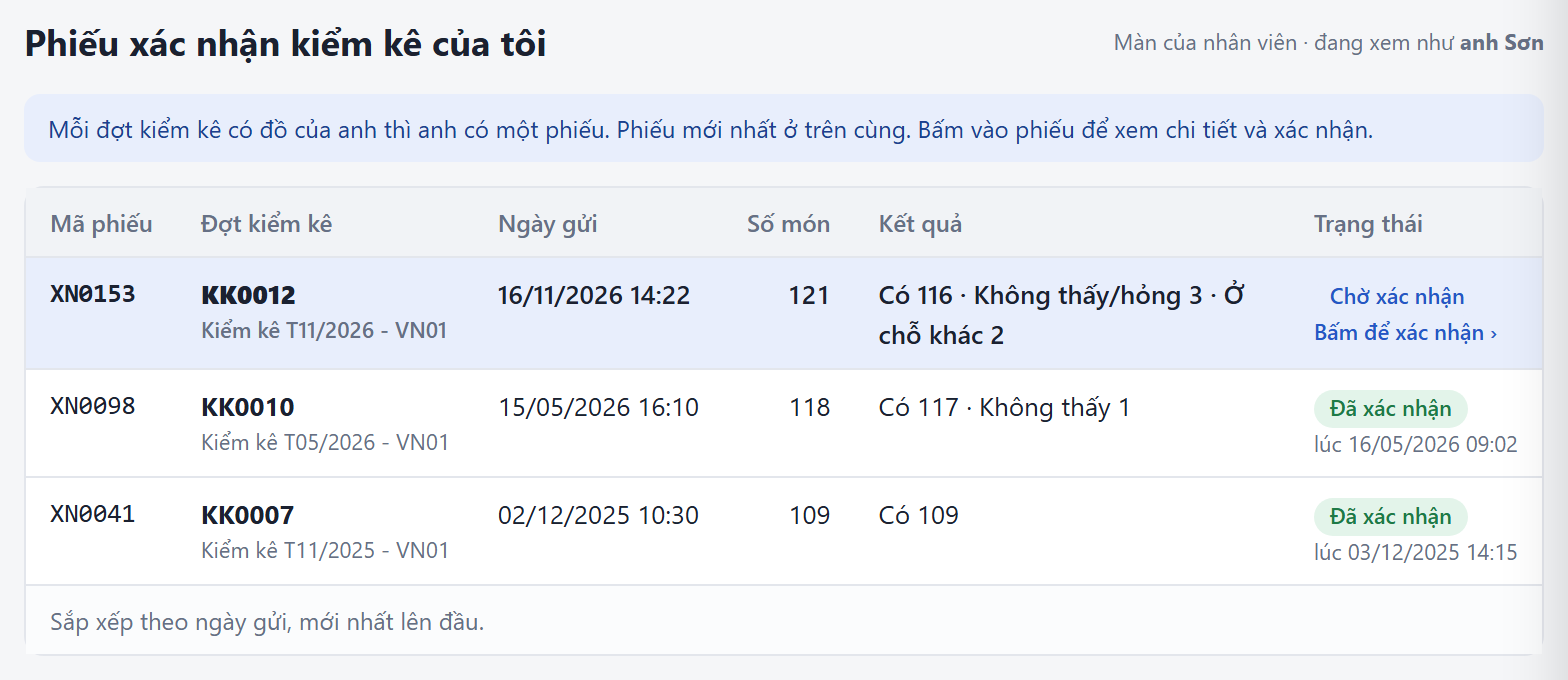 Phiếu xác nhận kiểm kê của tôi
Màn của nhân viên · đang xem như anh Sơn
Mỗi đợt kiểm kê có đồ của anh thì anh có một phiếu. Phiếu mới nhất ở trên cùng. Bấm vào phiếu để xem chi tiết và xác nhận.
Mã phiếu Đợt kiểm kê Ngày gửi Số món Kết quả Trạng thái
XN0153 KK0012 16/11/2026 14:22 121 Có 116 · Không thấy/hỏng 3 · Ở Chờ xác nhận
Kiểm kê T11/2026 - VN01 chỗ khác 2 Bấm để xác nhận ›
XN0098 KK0010 15/05/2026 16:10 118 Có 117 · Không thấy 1 Đã xác nhận
Kiểm kê T05/2026 - VN01 lúc 16/05/2026 09:02
XN0041 KK0007 02/12/2025 10:30 109 Có 109 Đã xác nhận
Kiểm kê T11/2025 - VN01 lúc 03/12/2025 14:15
Sắp xếp theo ngày gửi, mới nhất lên đầu.